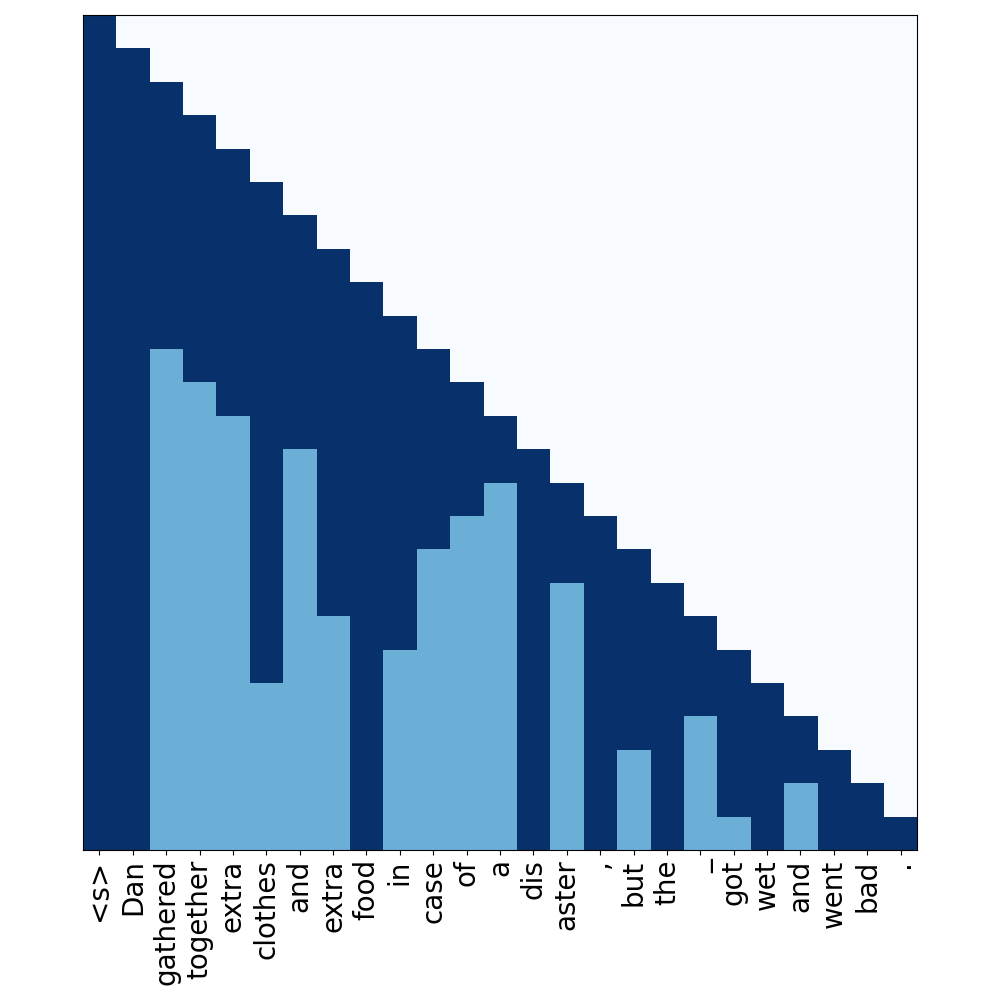 <s> Dan gathered together extra clothes and extra food in case of a dis aster , but the _ got wet and went bad .